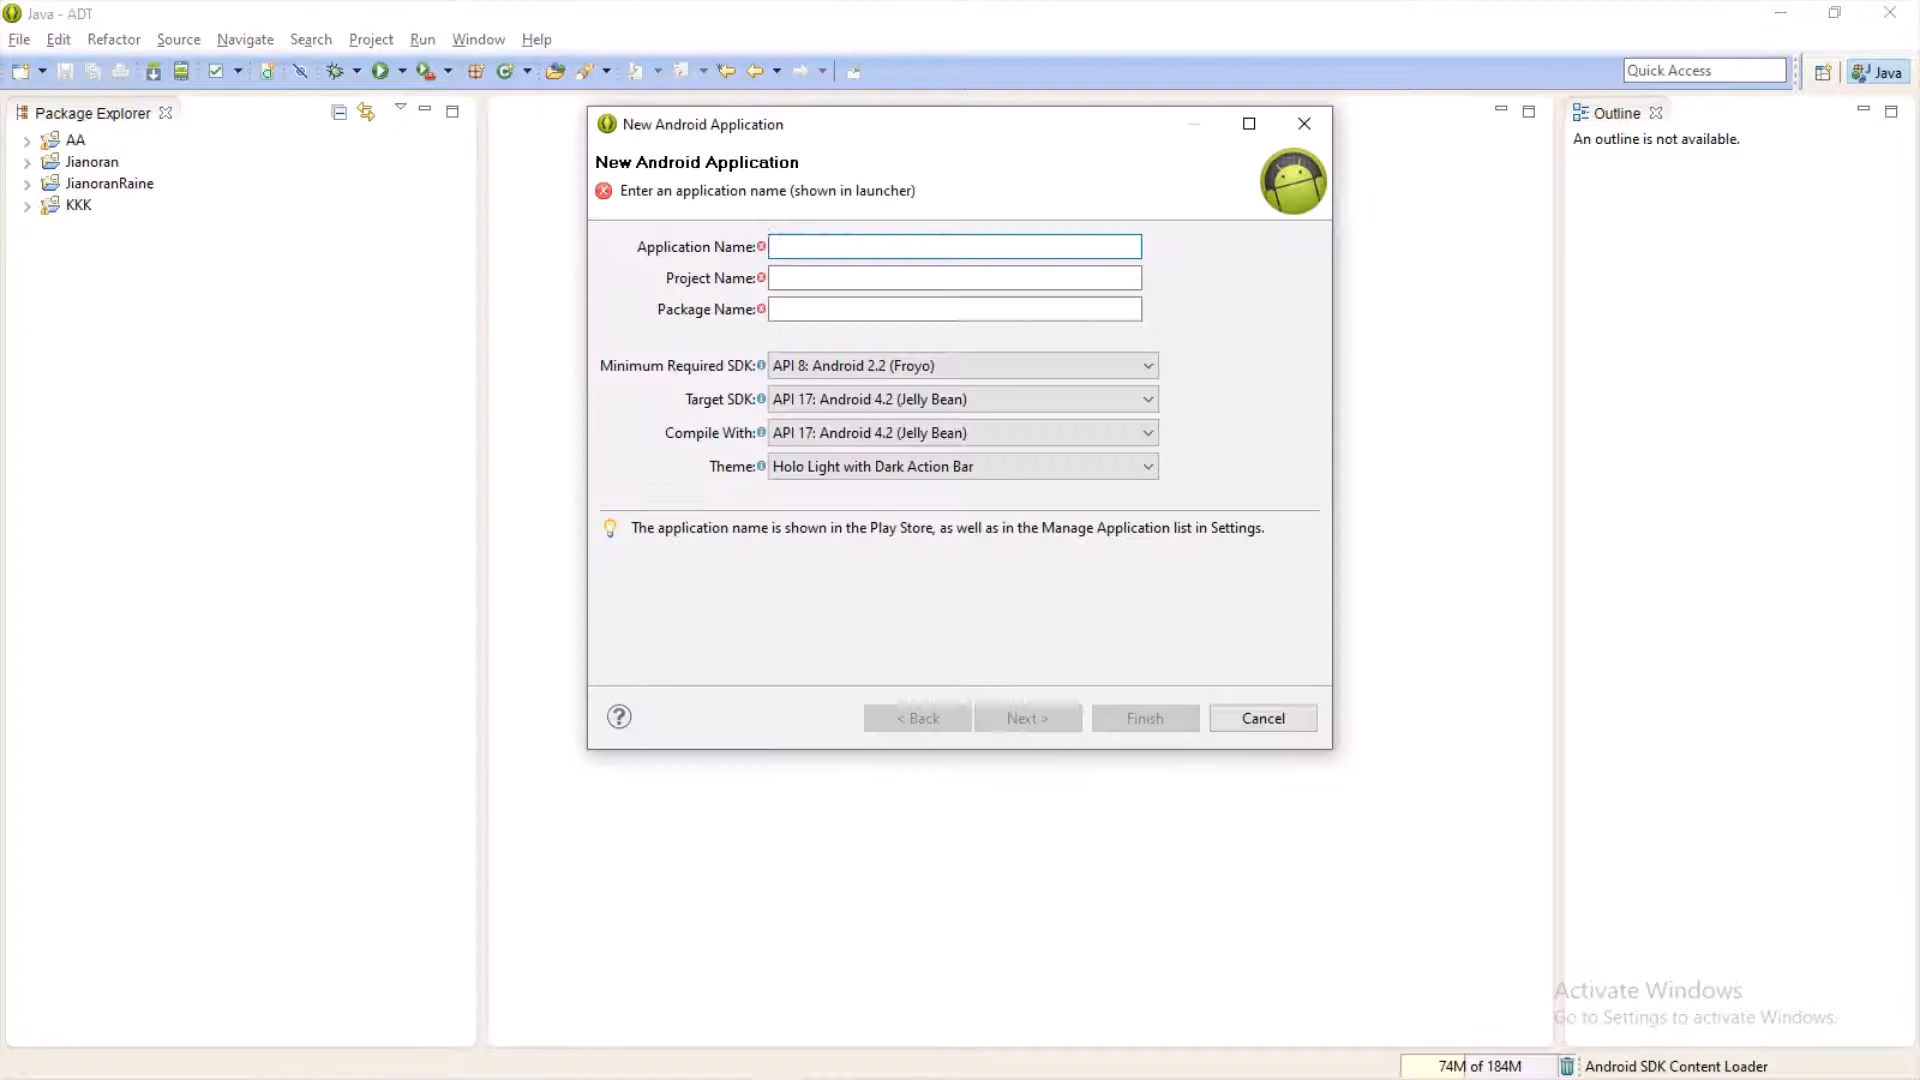 Java - ADT
File Edit Refactor Source Navigate Search Project Run Window Help
Quick Access
Java
Package Explorer
AA
Jianoran
JianoranRaine
KKK
New Android Application
New Android Application
Enter an application name (shown in launcher)
Application Name:
Project Name:
Package Name:
Minimum Required SDK: API 8: Android 2.2 (Froyo)
Target SDK: API 17: Android 4.2 (Jelly Bean)
Compile With: API 17: Android 4.2 (Jelly Bean)
Theme: Holo Light with Dark Action Bar
The application name is shown in the Play Store, as well as in the Manage Application list in Settings.
< Back Next > Finish Cancel
Outline
An outline is not available.
Activate Windows
Go to Settings to activate Windows.
74M of 184M
Android SDK Content Loader